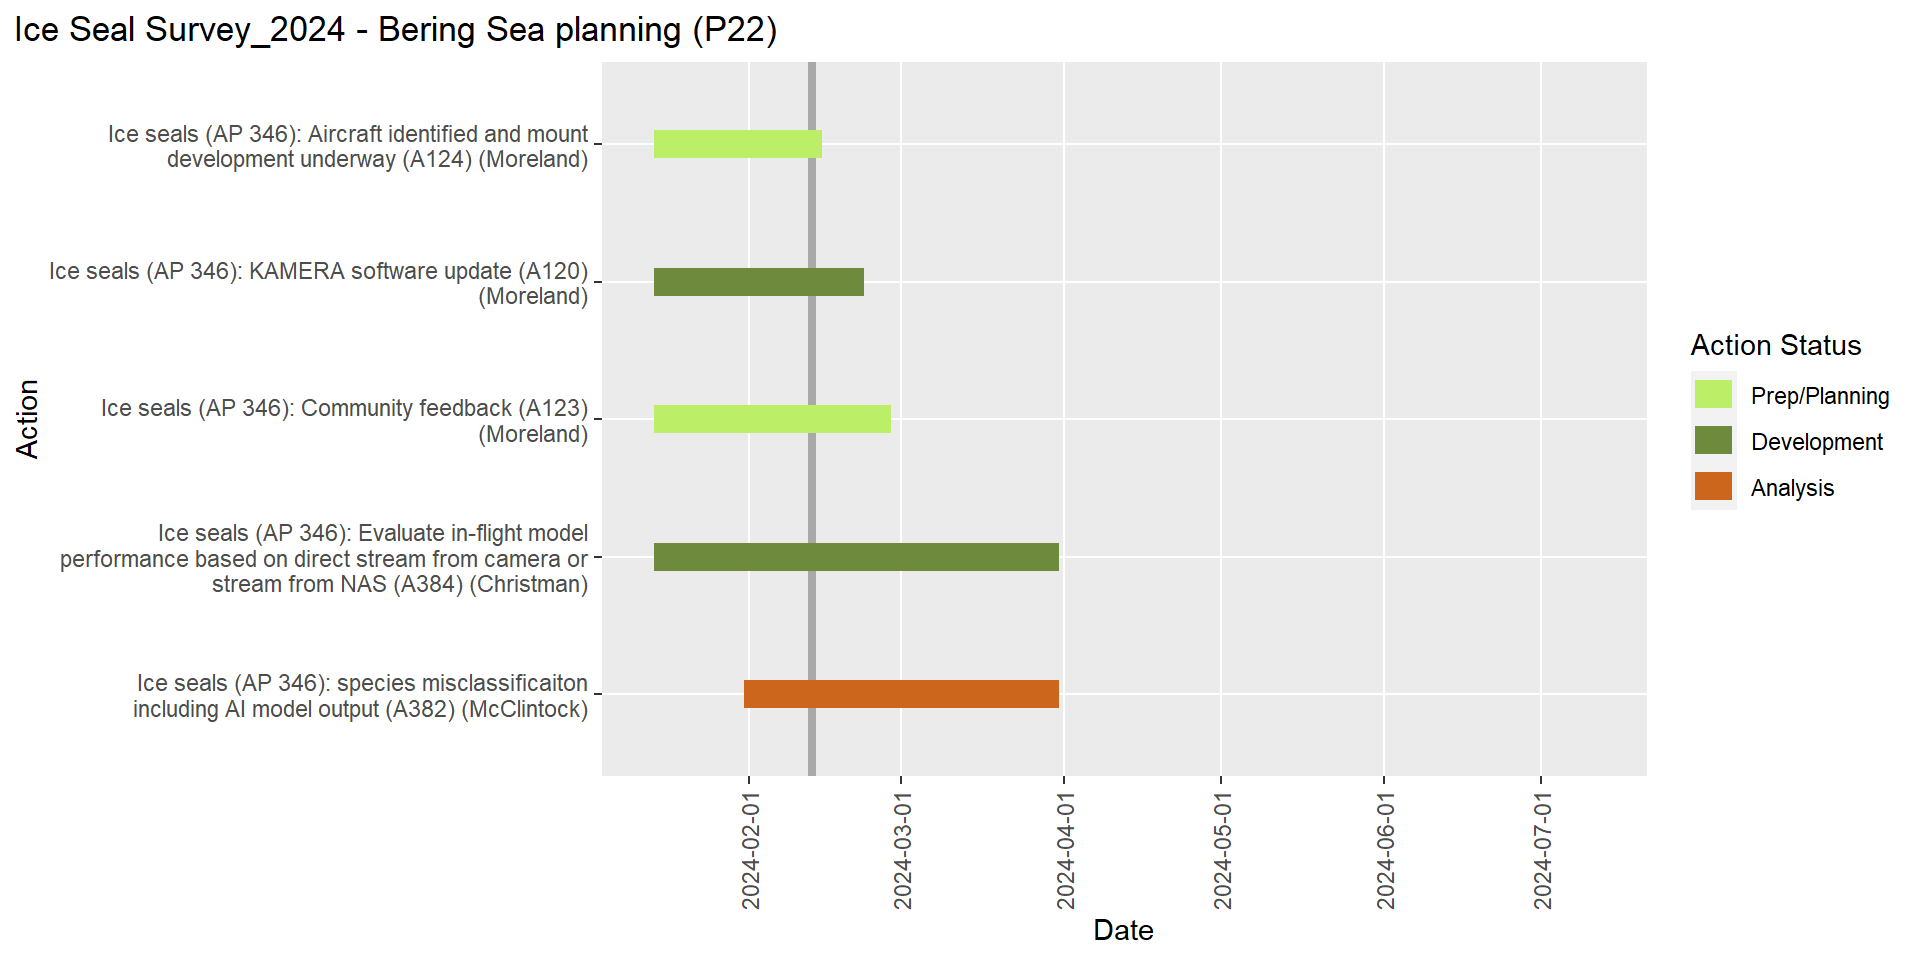 Ice Seal Survey_2024 - Bering Sea planning (P22)
Ice seals (AP 346): Aircraft identified and mount
development underway (A124) (Moreland)
Ice seals (AP 346): KAMERA software update (A120)
(Moreland)
Ice seals (AP 346): Community feedback (A123)
(Moreland)
Ice seals (AP 346): Evaluate in-flight model
performance based on direct stream from camera or
stream from NAS (A384) (Christman)
Ice seals (AP 346): species misclassificaiton
including AI model output (A382) (McClintock)
Action
2024-02-01
2024-03-01
2024-04-01
2024-05-01
2024-06-01
2024-07-01
Date
Action Status
Prep/Planning
Development
Analysis